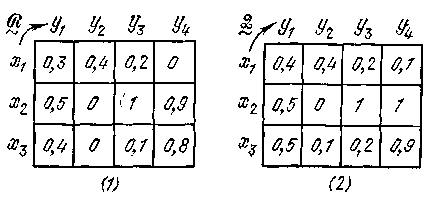 R y₁ y₂ y₃ y₄
x₁ 0,3 0,4 0,2 0
x₂ 0,5 0 1 0,9
x₃ 0,4 0 0,1 0,8
(1)
Q y₁ y₂ y₃ y₄
x₁ 0,4 0,4 0,2 0,1
x₂ 0,5 0 1 1
x₃ 0,5 0,1 0,2 0,9
(2)